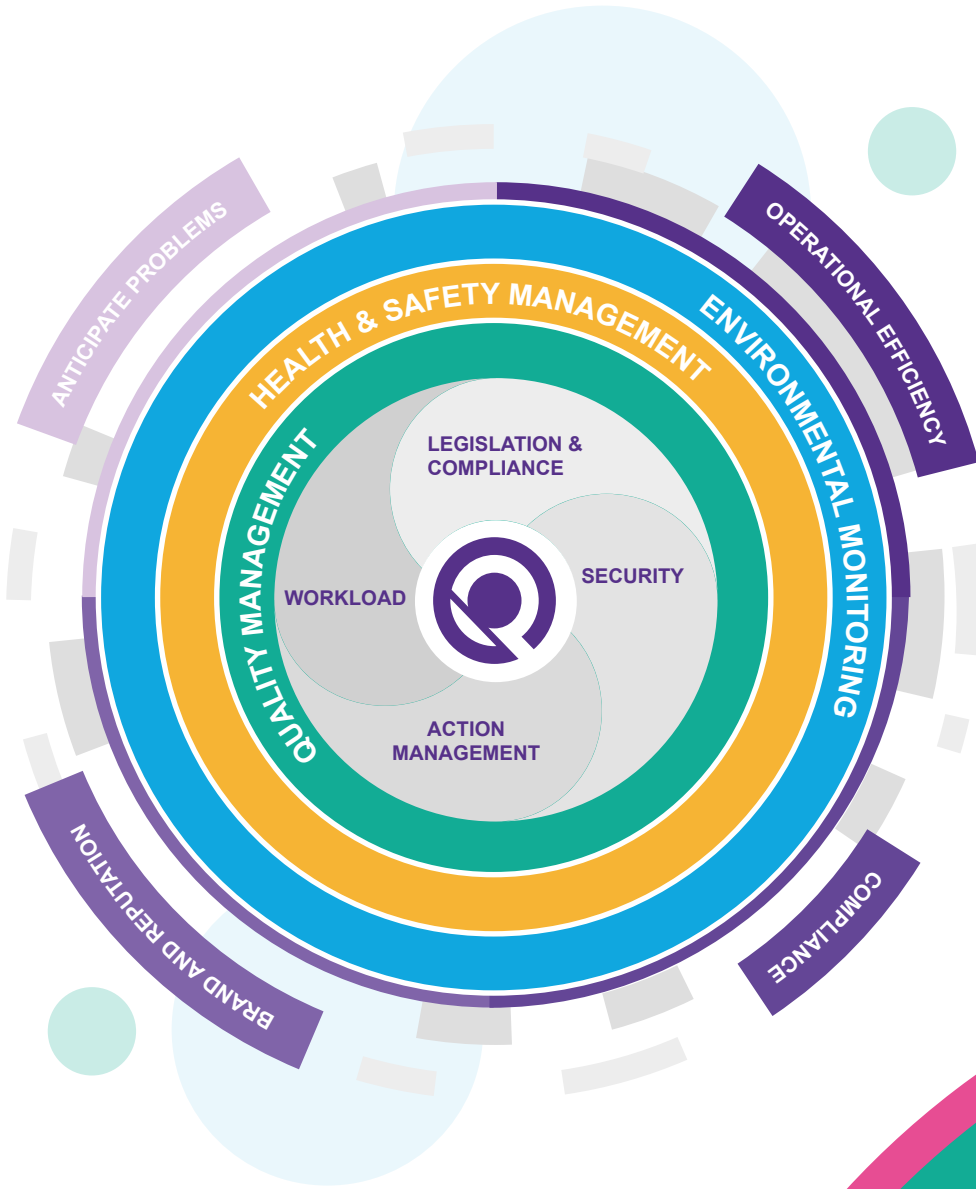 ANTICIPATE PROBLEMS
OPERATIONAL EFFICIENCY
ENVIRONMENTAL MONITORING
HEALTH & SAFETY MANAGEMENT
QUALITY MANAGEMENT
LEGISLATION &
COMPLIANCE
SECURITY
WORKLOAD
ACTION
MANAGEMENT
BRAND AND REPUTATION
COMPLIANCE